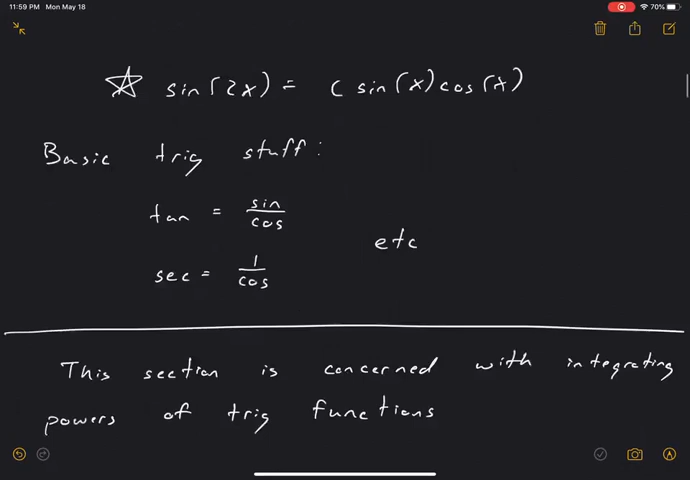 11:59 PM Mon May 18 70%
☆ sin(2x) = c sin(x) cos(x)
Basic trig stuff:
tan = sin/cos
etc
sec = 1/cos
This section is concerned with integrating
powers of trig functions